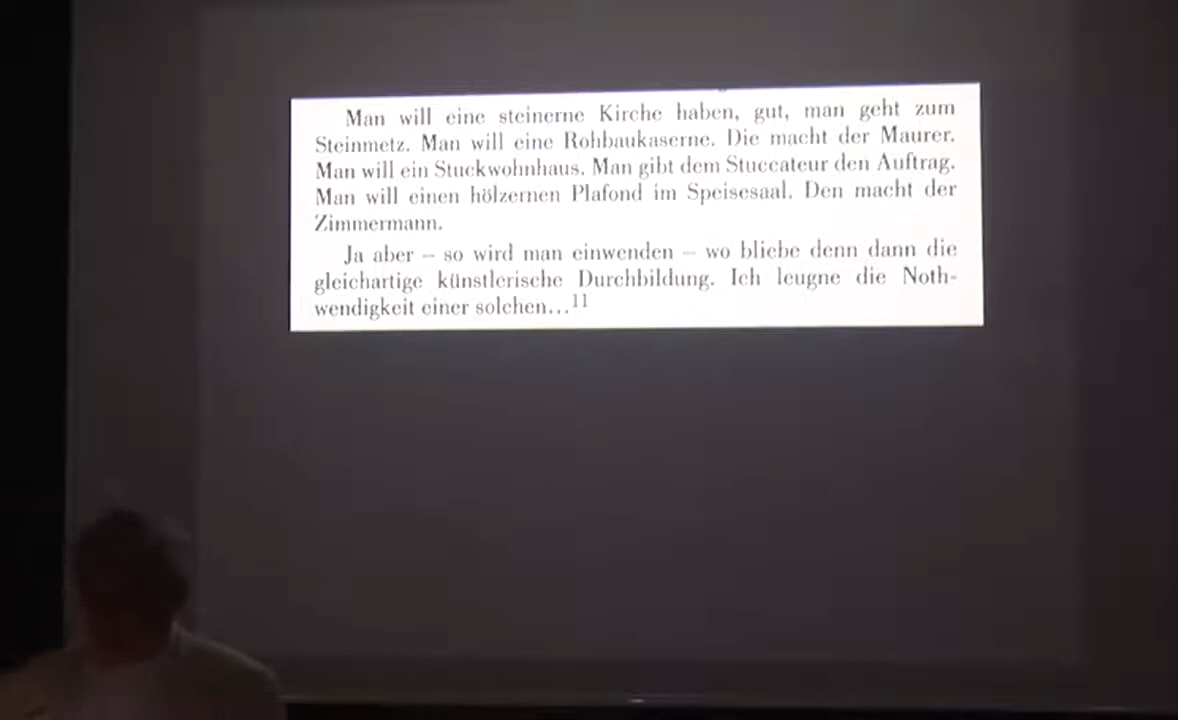 Man will eine steinerne Kirche haben, gut, man geht zum
Steinmetz. Man will eine Rohbaukaserne. Die macht der Maurer.
Man will ein Stuckwohnhaus. Man gibt dem Stuccateur den Auftrag.
Man will einen hölzernen Plafond im Speisesaal. Den macht der
Zimmermann.
Ja aber – so wird man einwenden – wo bliebe denn dann die
gleichartige künstlerische Durchbildung. Ich leugne die Noth-
wendigkeit einer solchen...11